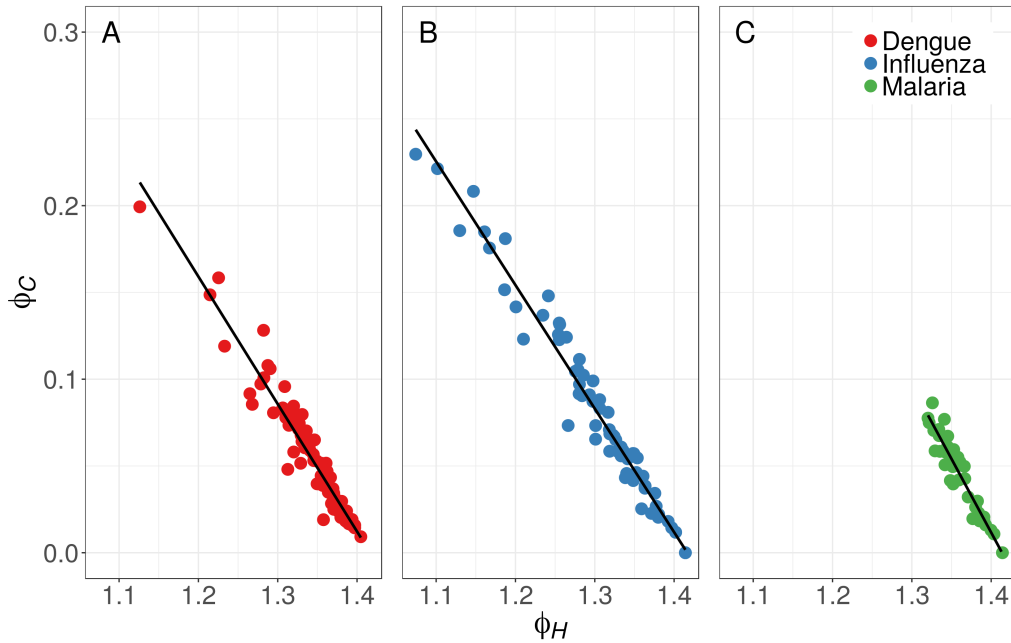 A
B
C
Dengue
Influenza
Malaria
0.3
0.2
0.1
0.0
ϕC
1.1 1.2 1.3 1.4
1.1 1.2 1.3 1.4
1.1 1.2 1.3 1.4
ϕH